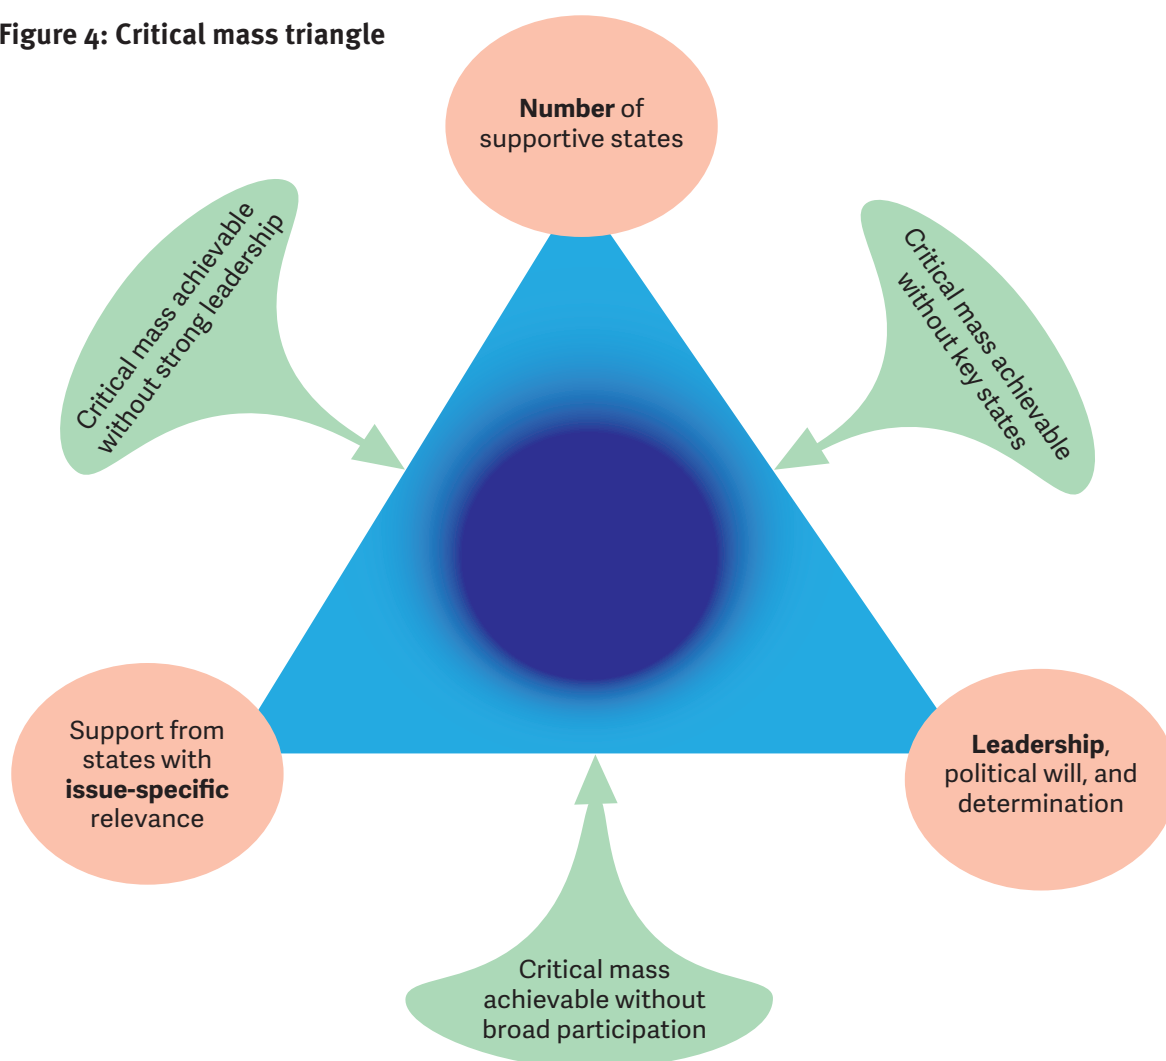 Figure 4: Critical mass triangle
Number of
supportive states
Critical mass achievable
without strong leadership
Critical mass achievable
without key states
Support from
states with
issue-specific
relevance
Leadership,
political will, and
determination
Critical mass
achievable without
broad participation